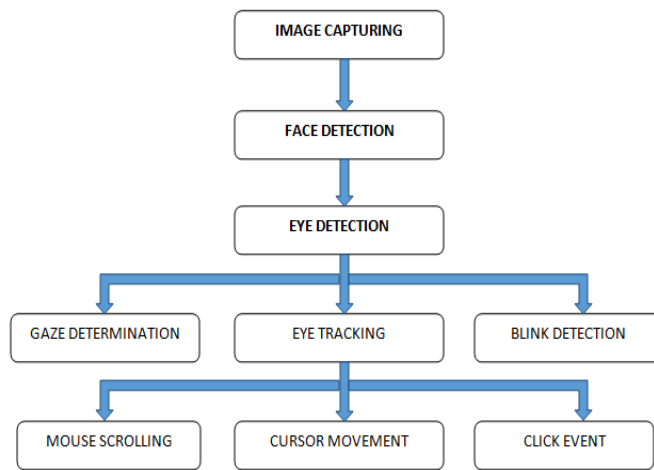 IMAGE CAPTURING
FACE DETECTION
EYE DETECTION
GAZE DETERMINATION
EYE TRACKING
BLINK DETECTION
MOUSE SCROLLING
CURSOR MOVEMENT
CLICK EVENT